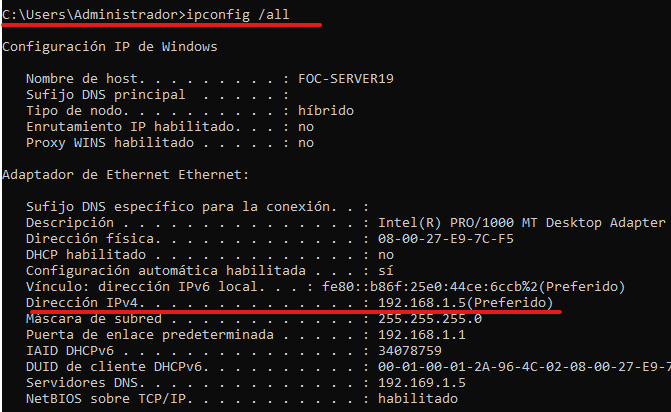 C:\Users\Administrador>ipconfig /all
Configuración IP de Windows
Nombre de host. . . . . . . . . : FOC-SERVER19
Sufijo DNS principal  . . . . . :
Tipo de nodo. . . . . . . . . . : híbrido
Enrutamiento IP habilitado. . . : no
Proxy WINS habilitado . . . . . : no
Adaptador de Ethernet Ethernet:
Sufijo DNS específico para la conexión. . :
Descripción . . . . . . . . . . . . . . . : Intel(R) PRO/1000 MT Desktop Adapter
Dirección física. . . . . . . . . . . . . : 08-00-27-E9-7C-F5
DHCP habilitado . . . . . . . . . . . . . : no
Configuración automática habilitada . . . : sí
Vínculo: dirección IPv6 local. . . : fe80::b86f:25e0:44ce:6ccb%2(Preferido)
Dirección IPv4. . . . . . . . . . . . . . : 192.168.1.5(Preferido)
Máscara de subred . . . . . . . . . . . . : 255.255.255.0
Puerta de enlace predeterminada . . . . . : 192.168.1.1
IAID DHCPv6 . . . . . . . . . . . . . . . : 34078759
DUID de cliente DHCPv6. . . . . . . . . . : 00-01-00-01-2A-96-4C-02-08-00-27-E9-7
Servidores DNS. . . . . . . . . . . . . . : 192.169.1.5
NetBIOS sobre TCP/IP. . . . . . . . . . . : habilitado